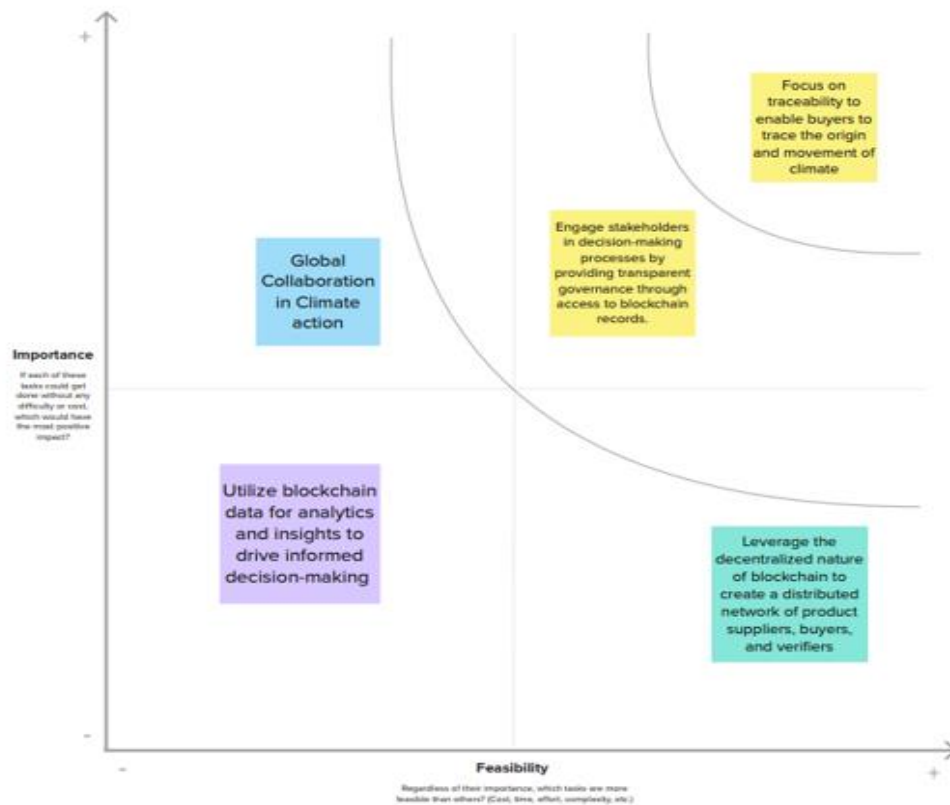 +
Focus on
traceability to
enable buyers to
trace the origin
and movement of
climate
Engage stakeholders
in decision-making
processes by
providing transparent
governance through
access to blockchain
records.
Global
Collaboration
in Climate
action
Importance
If each of these
tasks could get
done without any
difficulty or cost,
which would have
the most positive
impact?
Utilize blockchain
data for analytics
and insights to
drive informed
decision-making
Leverage the
decentralized nature
of blockchain to
create a distributed
network of product
suppliers, buyers,
and verifiers
-
-
Feasibility
+
Regardless of their importance, which tasks are more
feasible than others? (Cost, time, effort, complexity, etc.)